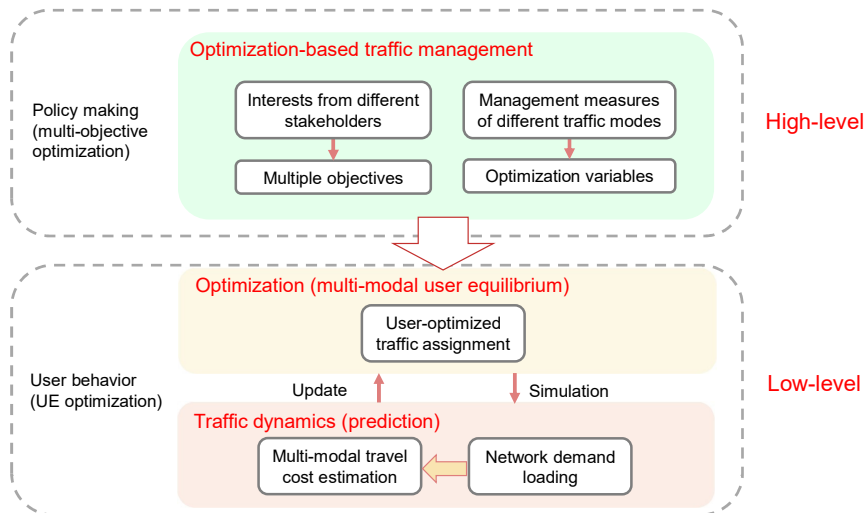 Optimization-based traffic management
Policy making
(multi-objective
optimization)
Interests from different
stakeholders
Management measures
of different traffic modes
Multiple objectives
Optimization variables
High-level
Optimization (multi-modal user equilibrium)
User-optimized
traffic assignment
User behavior
(UE optimization)
Update
Simulation
Low-level
Traffic dynamics (prediction)
Multi-modal travel
cost estimation
Network demand
loading